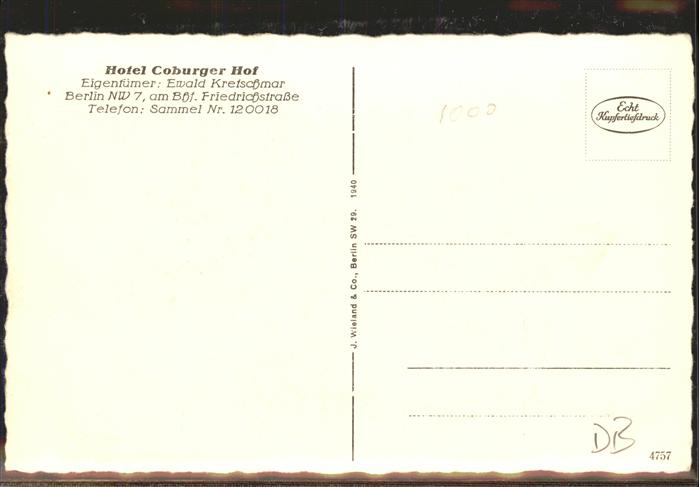 Hotel Coburger Hof
Eigentümer: Ewald Kretschmar
Berlin NW 7, am Bhf. Friedrichstraße
Telefon: Sammel Nr. 120018
1000
Echt
Kupfertiefdruck
J. Wieland & Co., Berlin SW 29. 1940
DB
4757